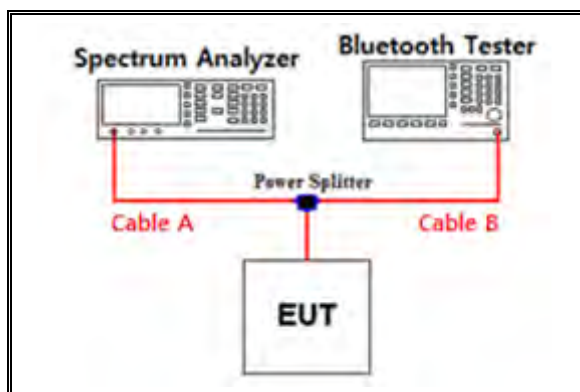 Spectrum Analyzer
Bluetooth Tester
Power Splitter
Cable A
Cable B
EUT